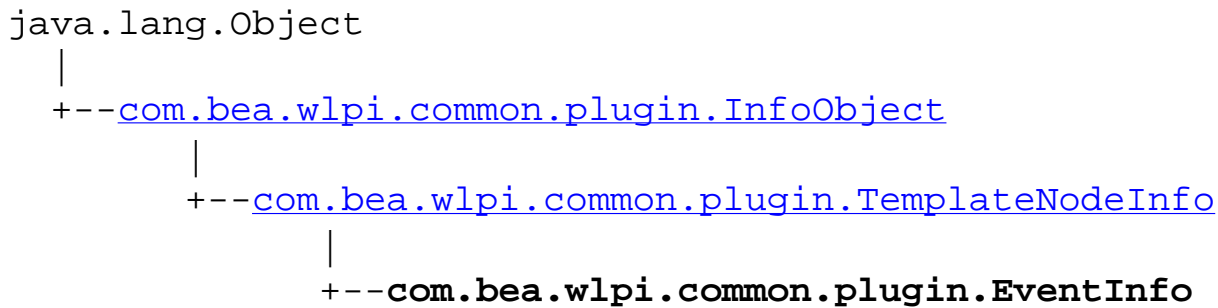 java.lang.Object
|
+--com.bea.wlpi.common.plugin.InfoObject
|
+--com.bea.wlpi.common.plugin.TemplateNodeInfo
|
+--com.bea.wlpi.common.plugin.EventInfo